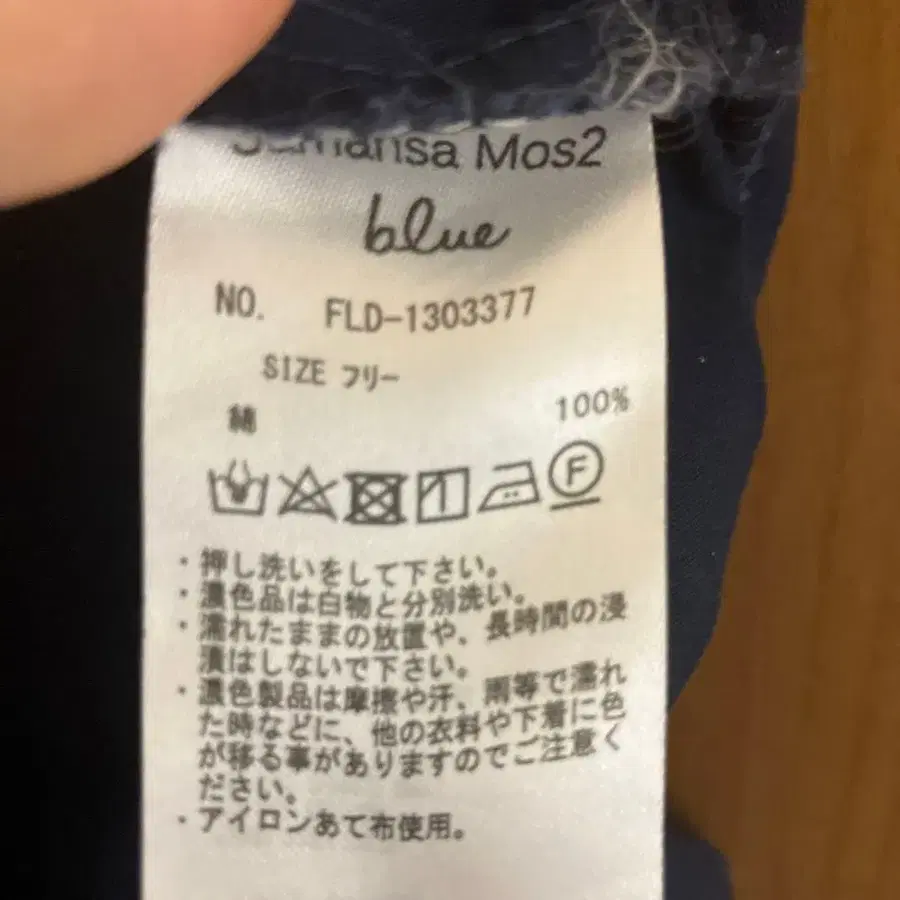 Samansa Mos2
blue
NO. FLD-1303377
SIZE フリー
綿 100%
F
・押し洗いをして下さい。
・濃色品は白物と分別洗い。
・濡れたままの放置や、長時間の浸
漬はしないで下さい。
・濃色製品は摩擦や汗、雨等で濡れ
た時などに、他の衣料や下着に色
が移る事がありますのでご注意く
ださい。
・アイロンあて布使用。